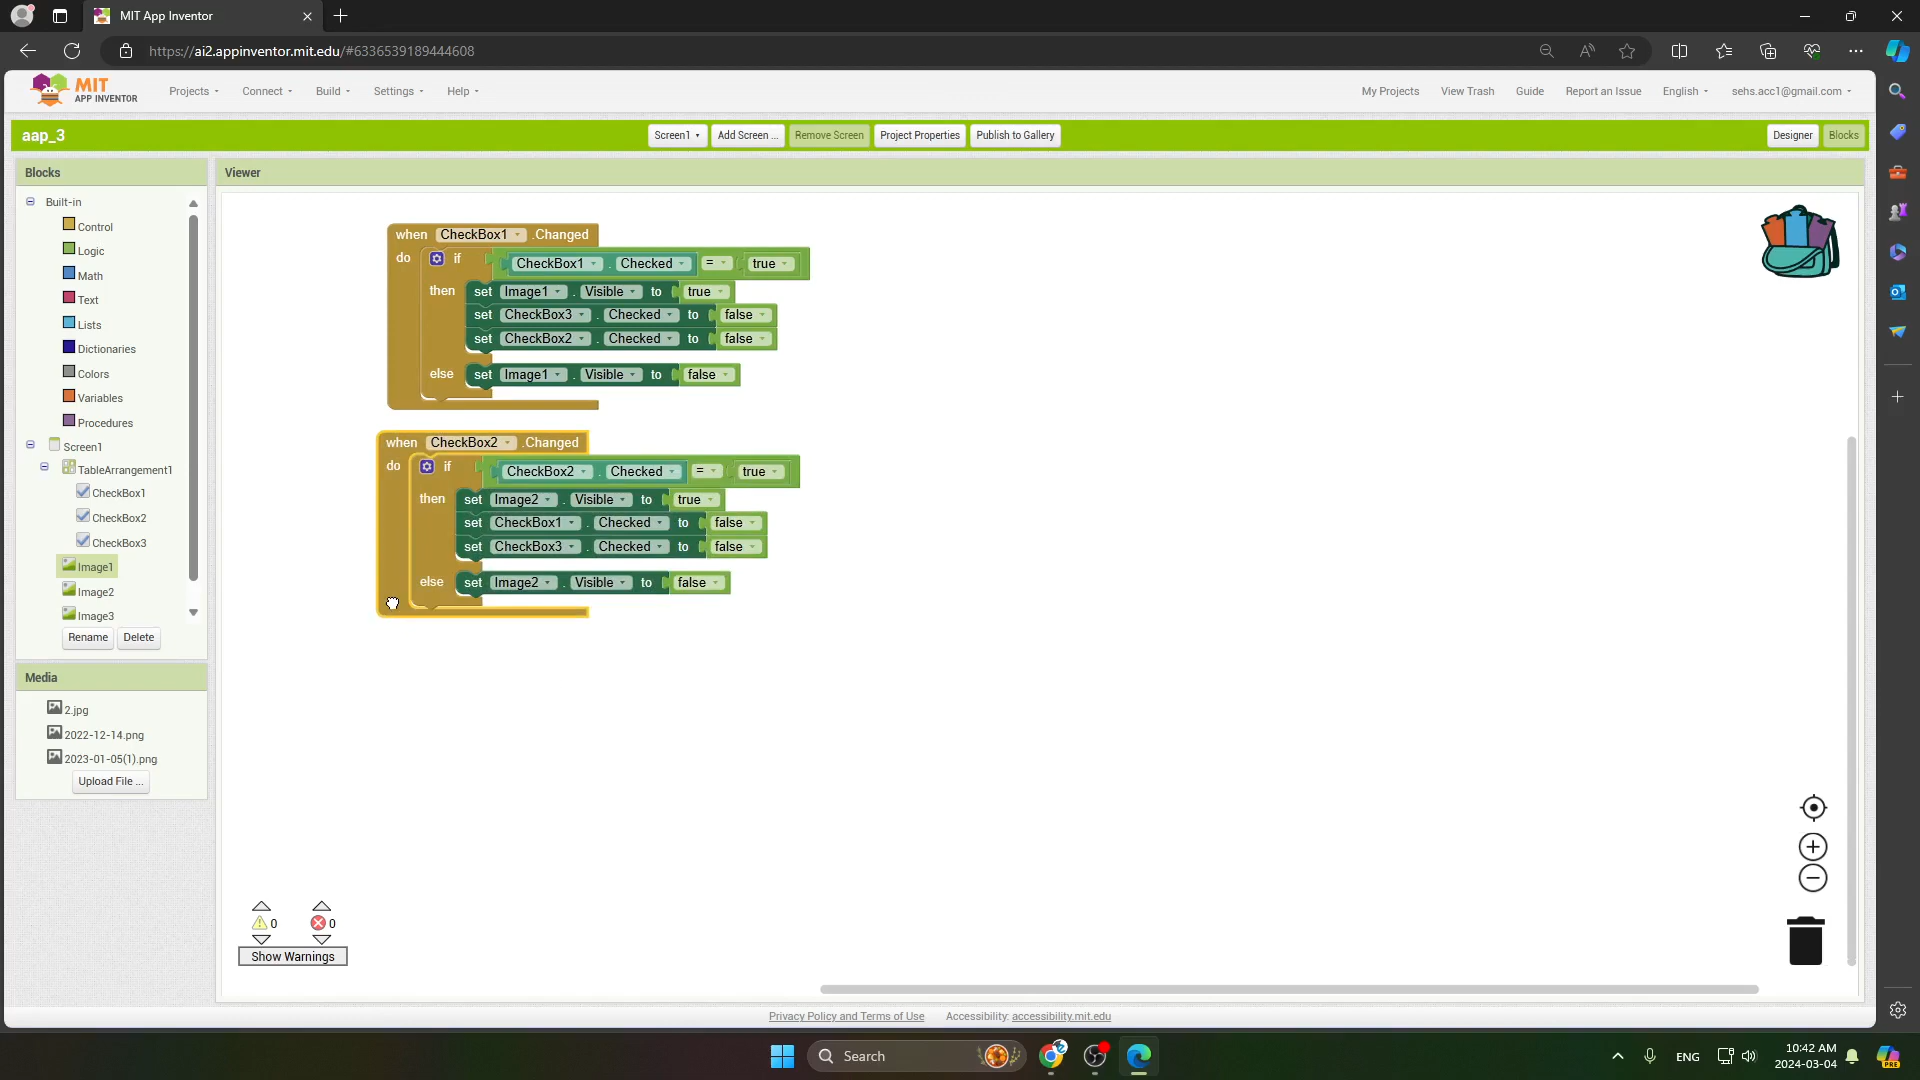 MIT App Inventor
https://ai2.appinventor.mit.edu/#6336539189444608
MIT
APP INVENTOR
Projects
Connect
Build
Settings
Help
My Projects
View Trash
Guide
Report an Issue
English
sehs.acc1@gmail.com
aap_3
Screen1
Add Screen ...
Remove Screen
Project Properties
Publish to Gallery
Designer
Blocks
Blocks
Built-in
Control
Logic
Math
Text
Lists
Dictionaries
Colors
Variables
Procedures
Screen1
TableArrangement1
CheckBox1
CheckBox2
CheckBox3
Image1
Image2
Image3
Rename
Delete
Media
2.jpg
2022-12-14.png
2023-01-05(1).png
Upload File ...
Viewer
when CheckBox1 .Changed
do if CheckBox1 . Checked = true
then set Image1 . Visible to true
set CheckBox3 . Checked to false
set CheckBox2 . Checked to false
else set Image1 . Visible to false
when CheckBox2 .Changed
do if CheckBox2 . Checked = true
then set Image2 . Visible to true
set CheckBox1 . Checked to false
set CheckBox3 . Checked to false
else set Image2 . Visible to false
0 0
Show Warnings
Privacy Policy and Terms of Use Accessibility: accessibility.mit.edu
Search
ENG
10:42 AM
2024-03-04
PRE